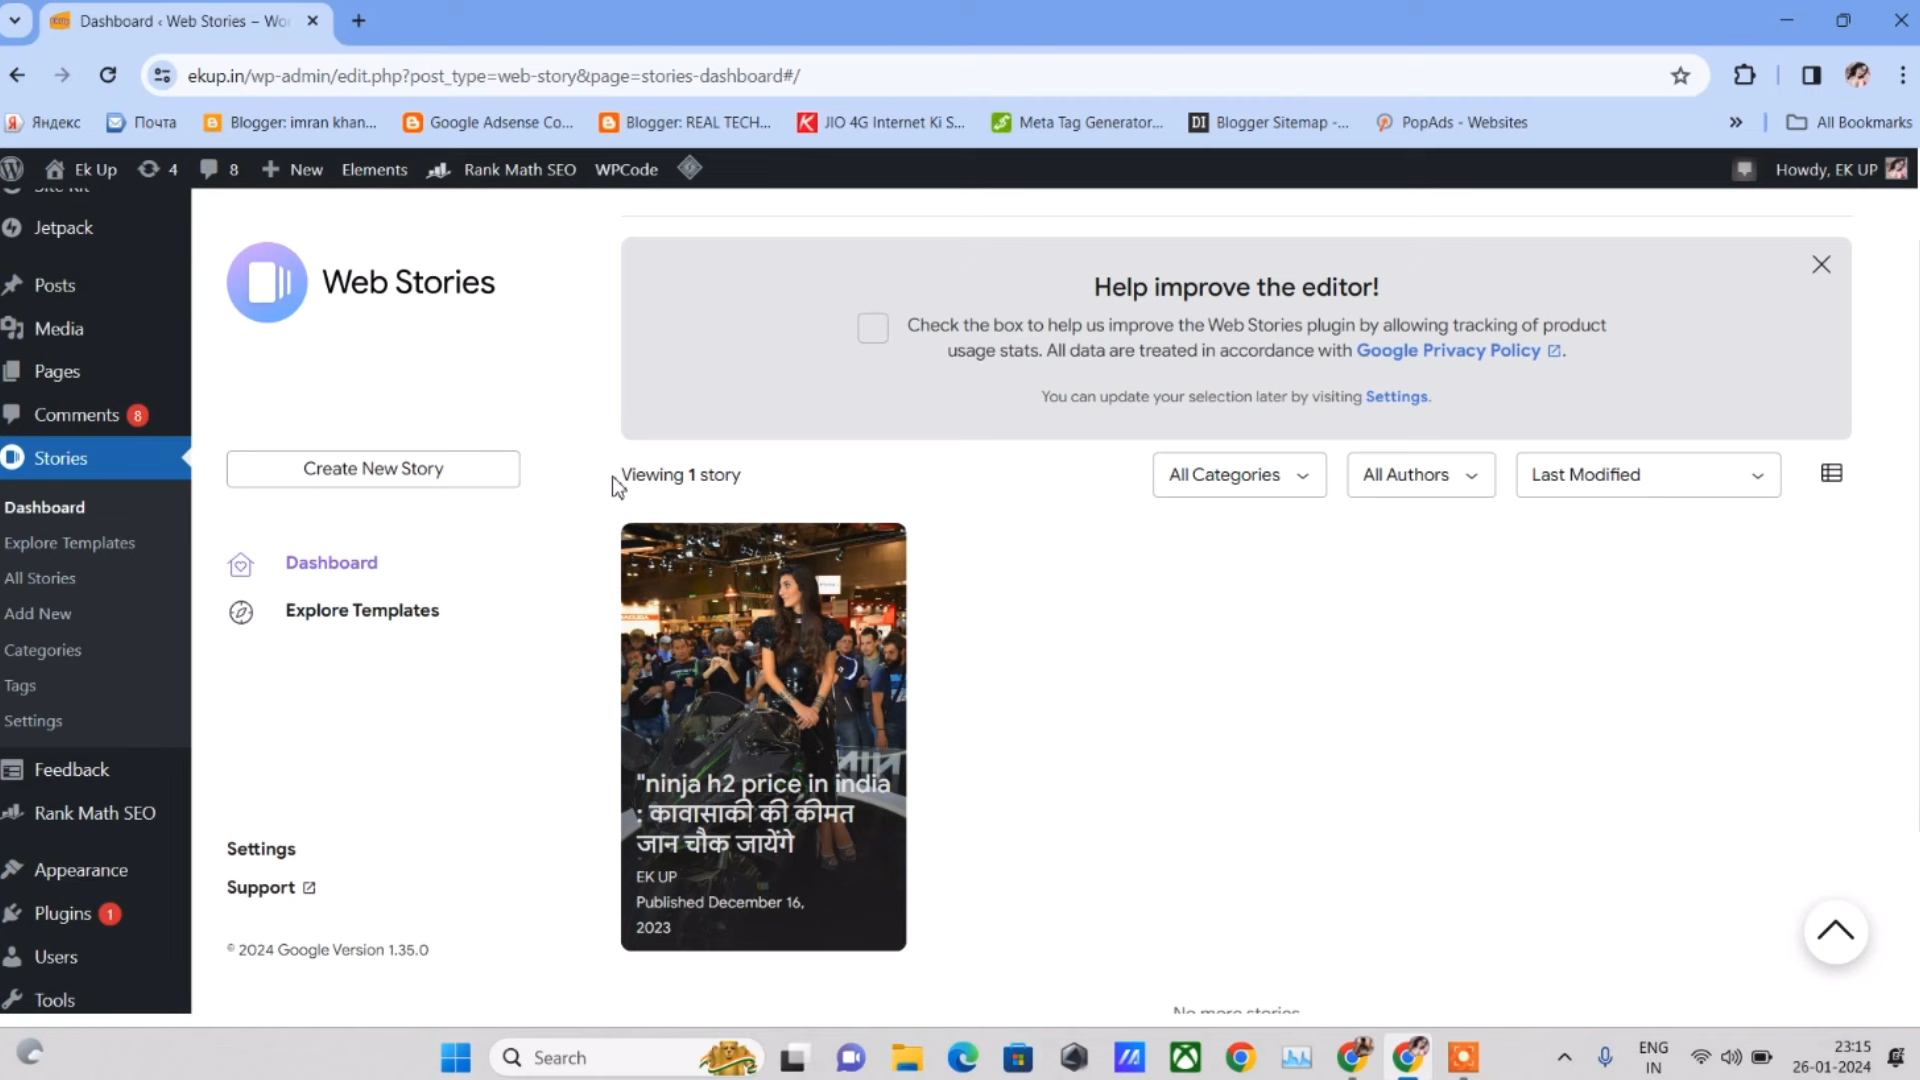 Dashboard ‹ Web Stories – Wo
ekup.in/wp-admin/edit.php?post_type=web-story&page=stories-dashboard#/
Яндекс
Почта
Blogger: imran khan...
Google Adsense Co...
Blogger: REAL TECH...
JIO 4G Internet Ki S...
Meta Tag Generator...
DI Blogger Sitemap -...
PopAds - Websites
»
All Bookmarks
Ek Up
4
8
New
Elements
Rank Math SEO
WPCode
Howdy, EK UP
Site Kit
Jetpack
Posts
Media
Pages
Comments 8
Stories
Dashboard
Explore Templates
All Stories
Add New
Categories
Tags
Settings
Feedback
Rank Math SEO
Appearance
Plugins 1
Users
Tools
Web Stories
Create New Story
Dashboard
Explore Templates
Settings
Support
© 2024 Google Version 1.35.0
Help improve the editor!
Check the box to help us improve the Web Stories plugin by allowing tracking of product
usage stats. All data are treated in accordance with Google Privacy Policy.
You can update your selection later by visiting Settings.
Viewing 1 story
All Categories
All Authors
Last Modified
"ninja h2 price in india
: कावासाकी की कीमत
जान चौक जायेंगे
EK UP
Published December 16,
2023
No more stories
Search
ENG
IN
23:15
26-01-2024